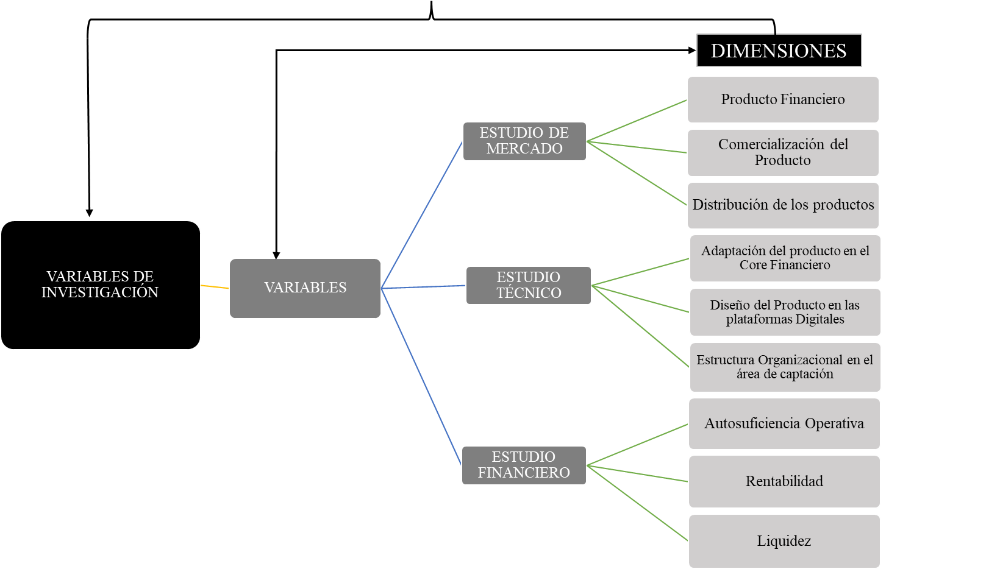 DIMENSIONES
VARIABLES DE
INVESTIGACIÓN
VARIABLES
ESTUDIO DE
MERCADO
Producto Financiero
Comercialización del
Producto
Distribución de los productos
ESTUDIO
TÉCNICO
Adaptación del producto en el
Core Financiero
Diseño del Producto en las
plataformas Digitales
Estructura Organizacional en el
área de captación
ESTUDIO
FINANCIERO
Autosuficiencia Operativa
Rentabilidad
Liquidez